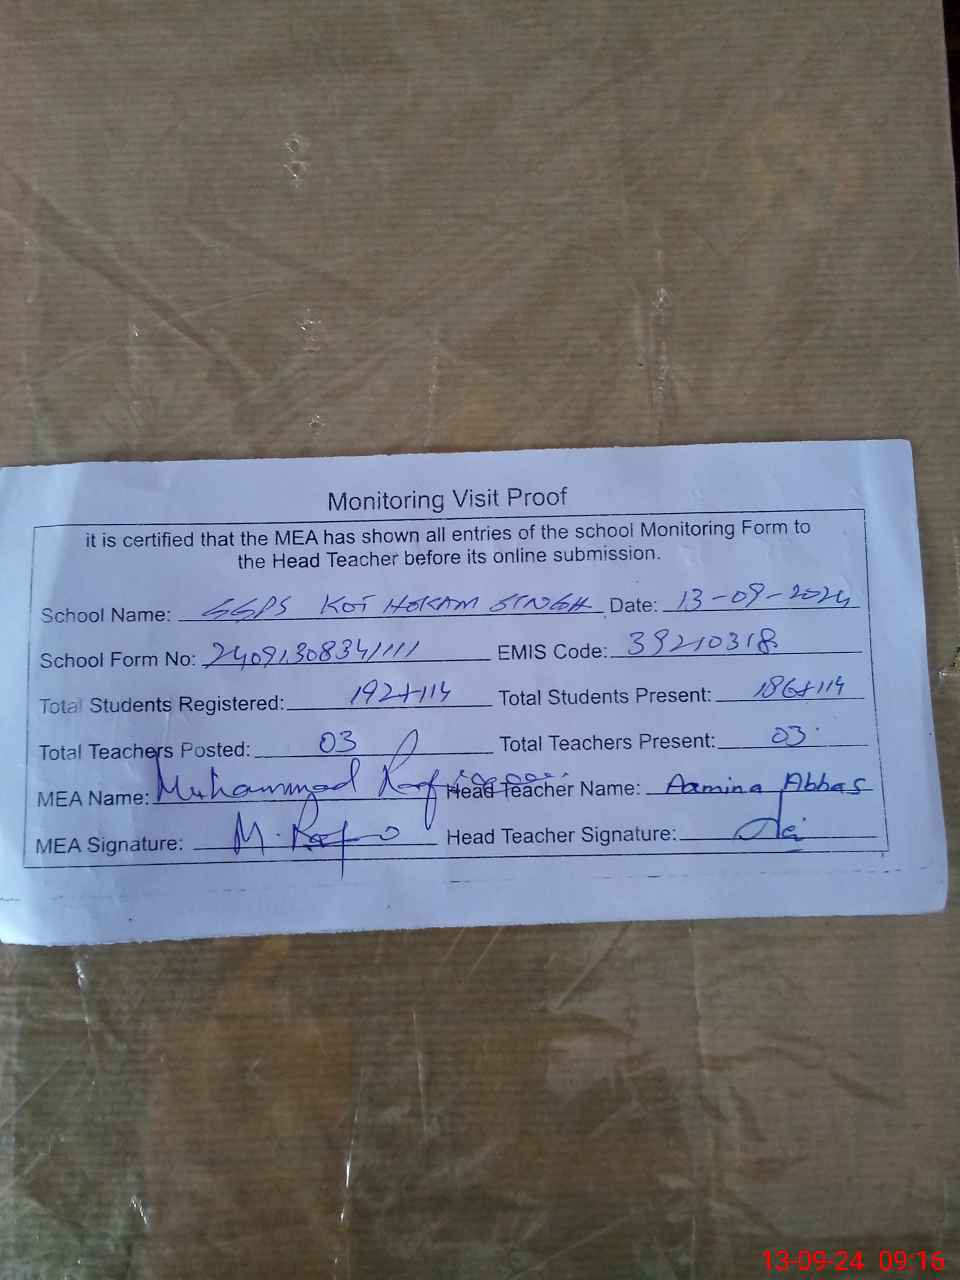 Monitoring Visit Proof
it is certified that the MEA has shown all entries of the school Monitoring Form to
the Head Teacher before its online submission.
School Name: GGPS KOT HOKAM SINGH Date: 13-09-2024
School Form No: 2409130834/1111 EMIS Code: 39210318
Total Students Registered: 192+114 Total Students Present: 186+114
Total Teachers Posted: 03 Total Teachers Present: 03
MEA Name: Muhammad Head Teacher Name: Aamina Abbas
MEA Signature: M. Head Teacher Signature:
13-09-24 09:16